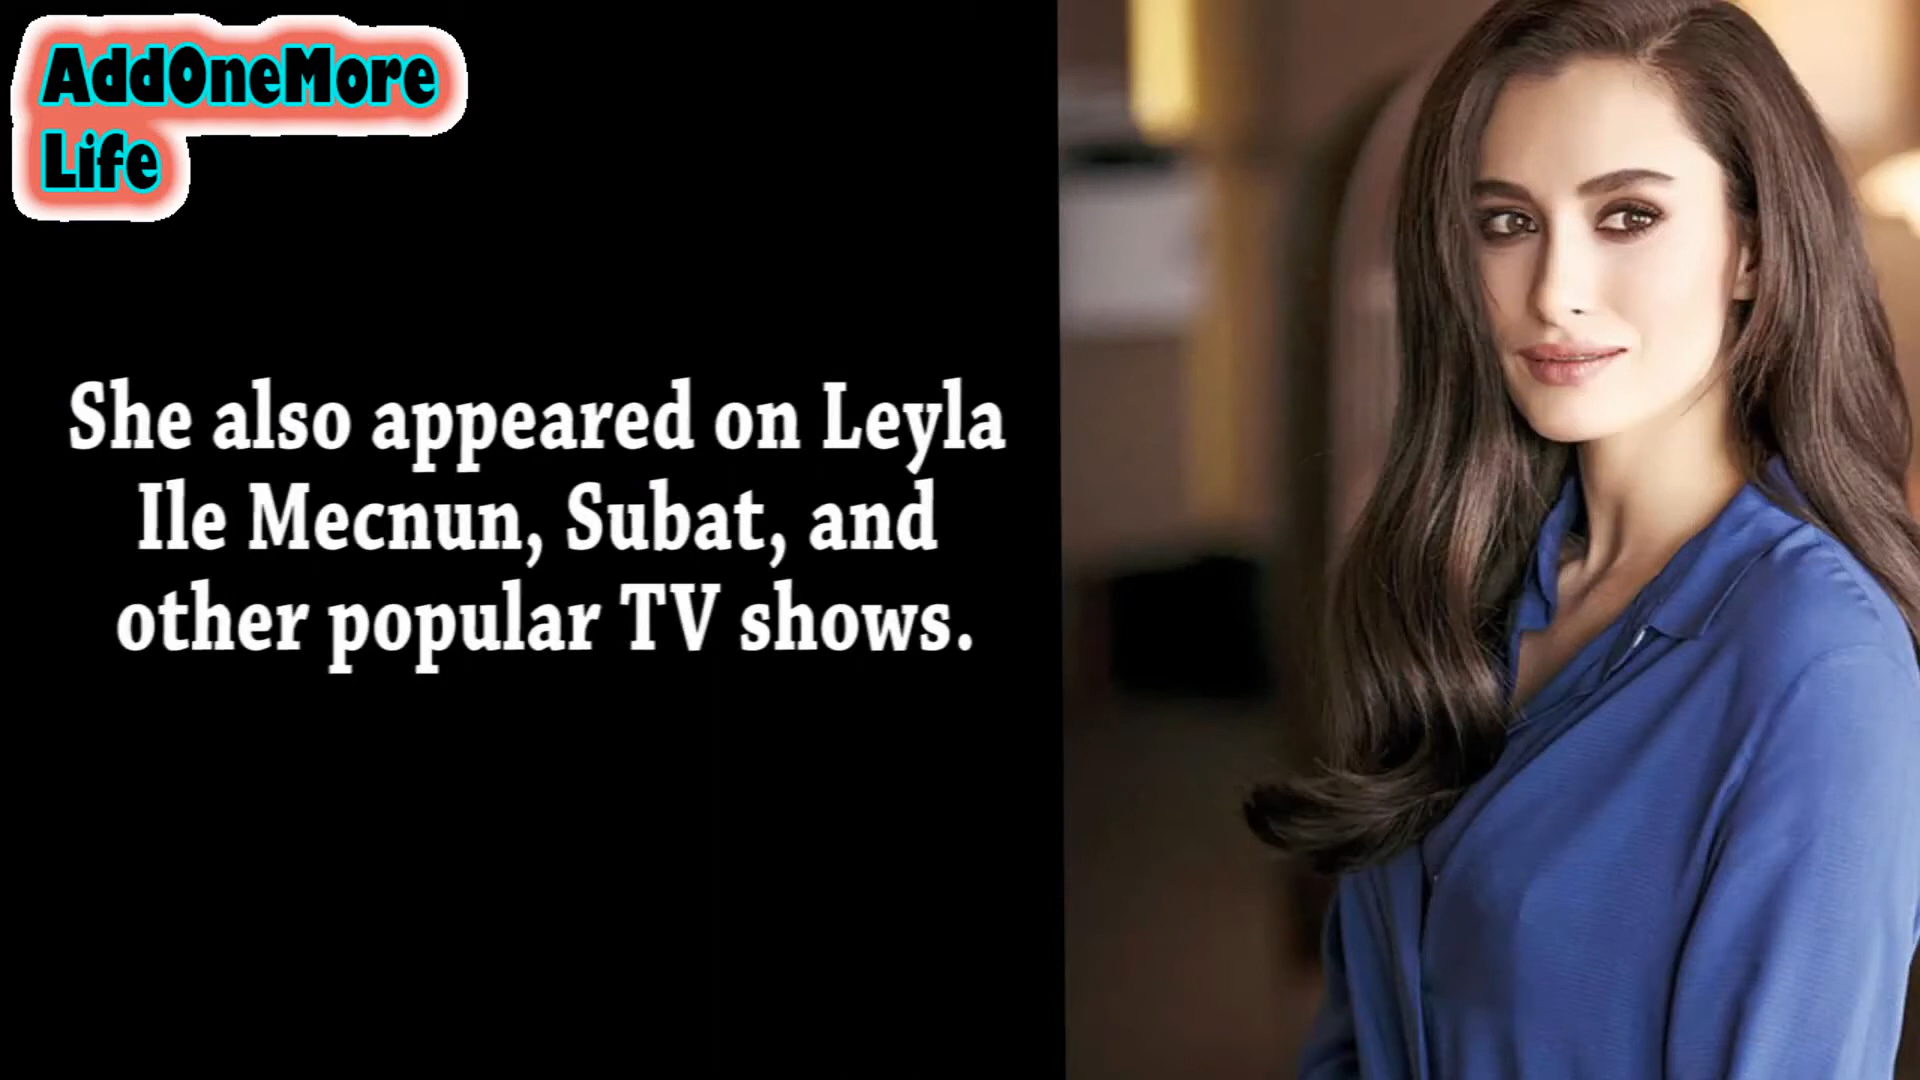 AddOneMore
Life
She also appeared on Leyla
Ile Mecnun, Subat, and
other popular TV shows.